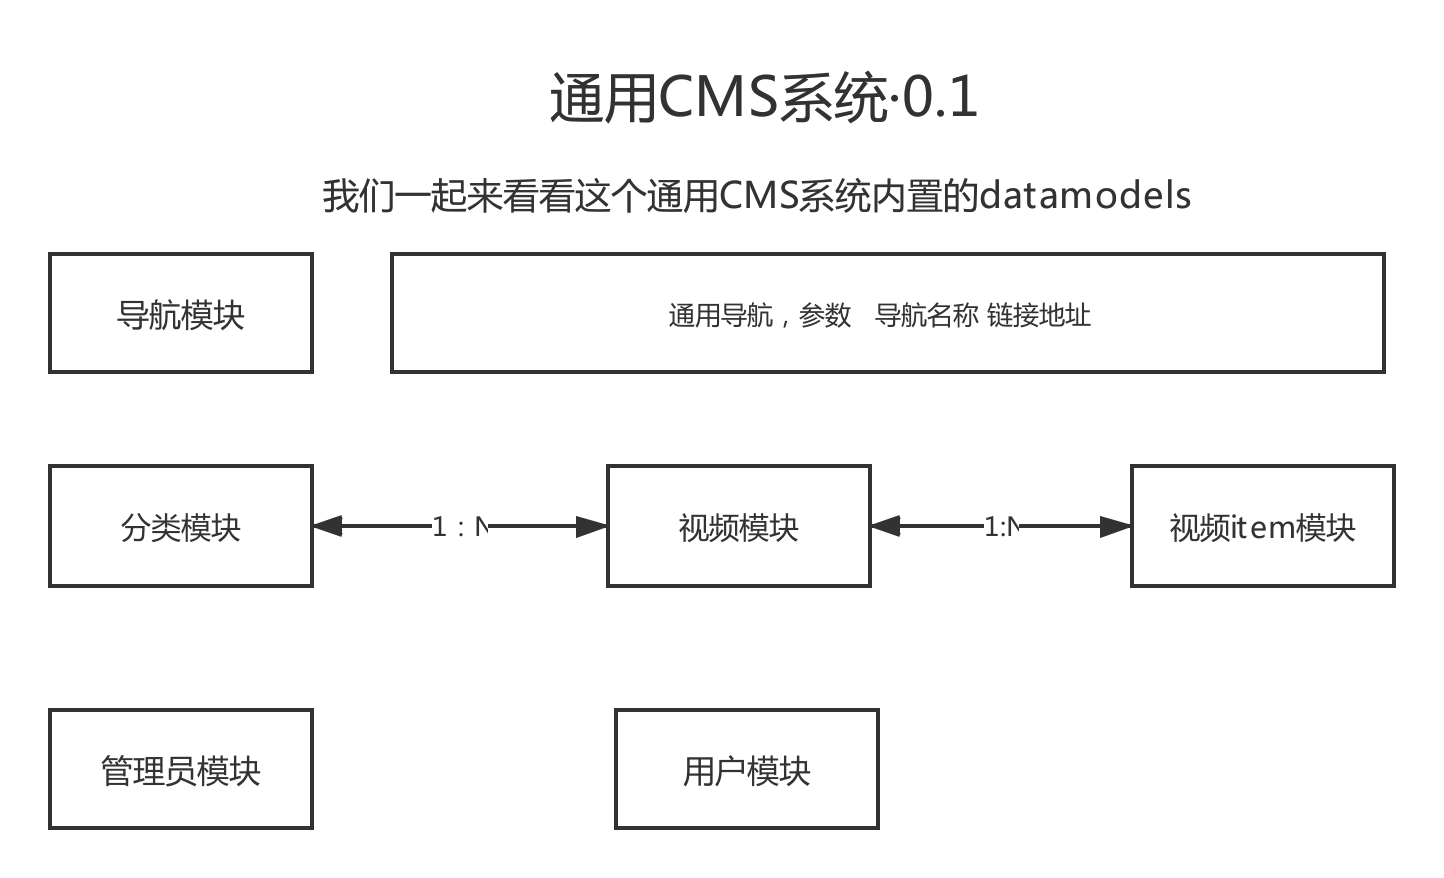 通用CMS系统·0.1
我们一起来看看这个通用CMS系统内置的datamodels
导航模块
通用导航，参数 导航名称 链接地址
分类模块
1：N
视频模块
1:N
视频item模块
管理员模块
用户模块